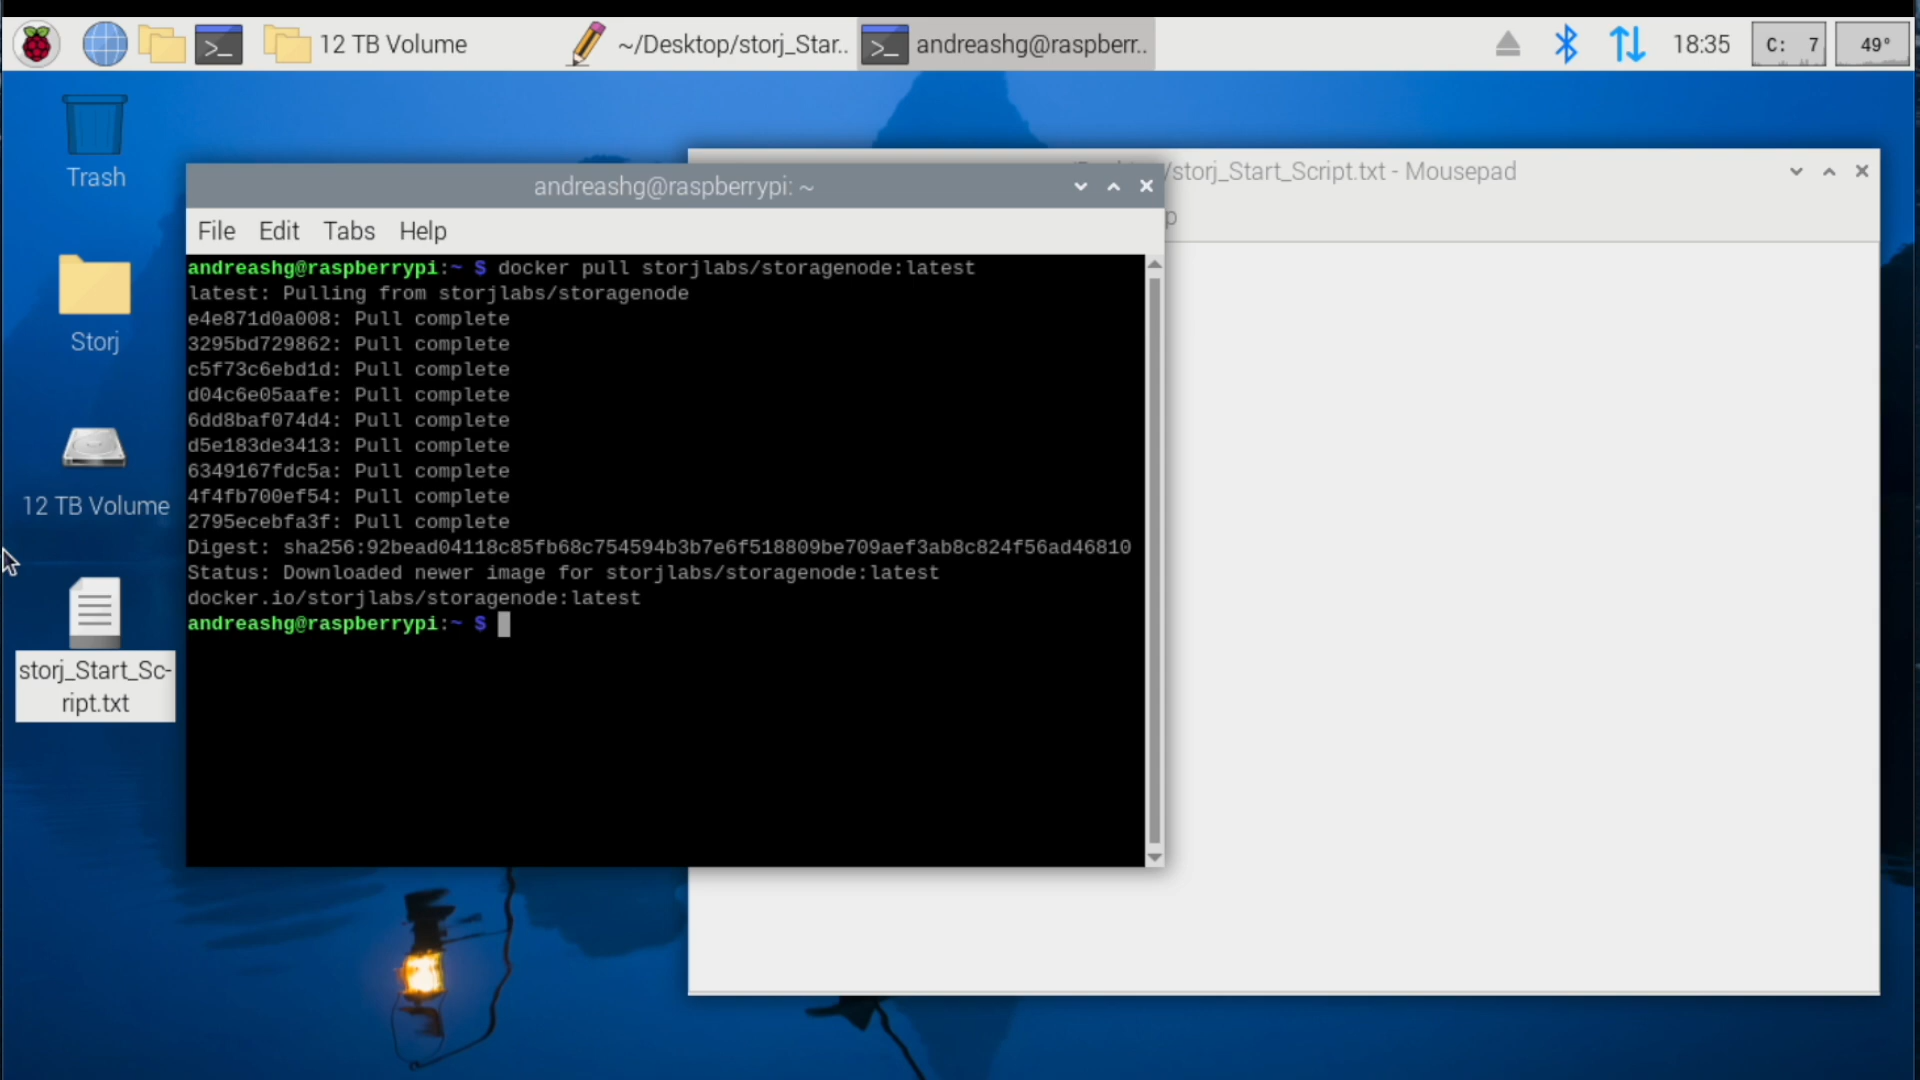 12 TB Volume
~/Desktop/storj_Star..
andreashg@raspberr..
18:35
C: 7
49°
Trash
Storj
12 TB Volume
storj_Start_Sc-
ript.txt
/storj_Start_Script.txt - Mousepad
p
andreashg@raspberrypi: ~
File Edit Tabs Help
andreashg@raspberrypi:~ $ docker pull storjlabs/storagenode:latest
latest: Pulling from storjlabs/storagenode
e4e871d0a008: Pull complete
3295bd729862: Pull complete
c5f73c6ebd1d: Pull complete
d04c6e05aafe: Pull complete
6dd8baf074d4: Pull complete
d5e183de3413: Pull complete
6349167fdc5a: Pull complete
4f4fb700ef54: Pull complete
2795ecebfa3f: Pull complete
Digest: sha256:92bead04118c85fb68c754594b3b7e6f518809be709aef3ab8c824f56ad46810
Status: Downloaded newer image for storjlabs/storagenode:latest
docker.io/storjlabs/storagenode:latest
andreashg@raspberrypi:~ $